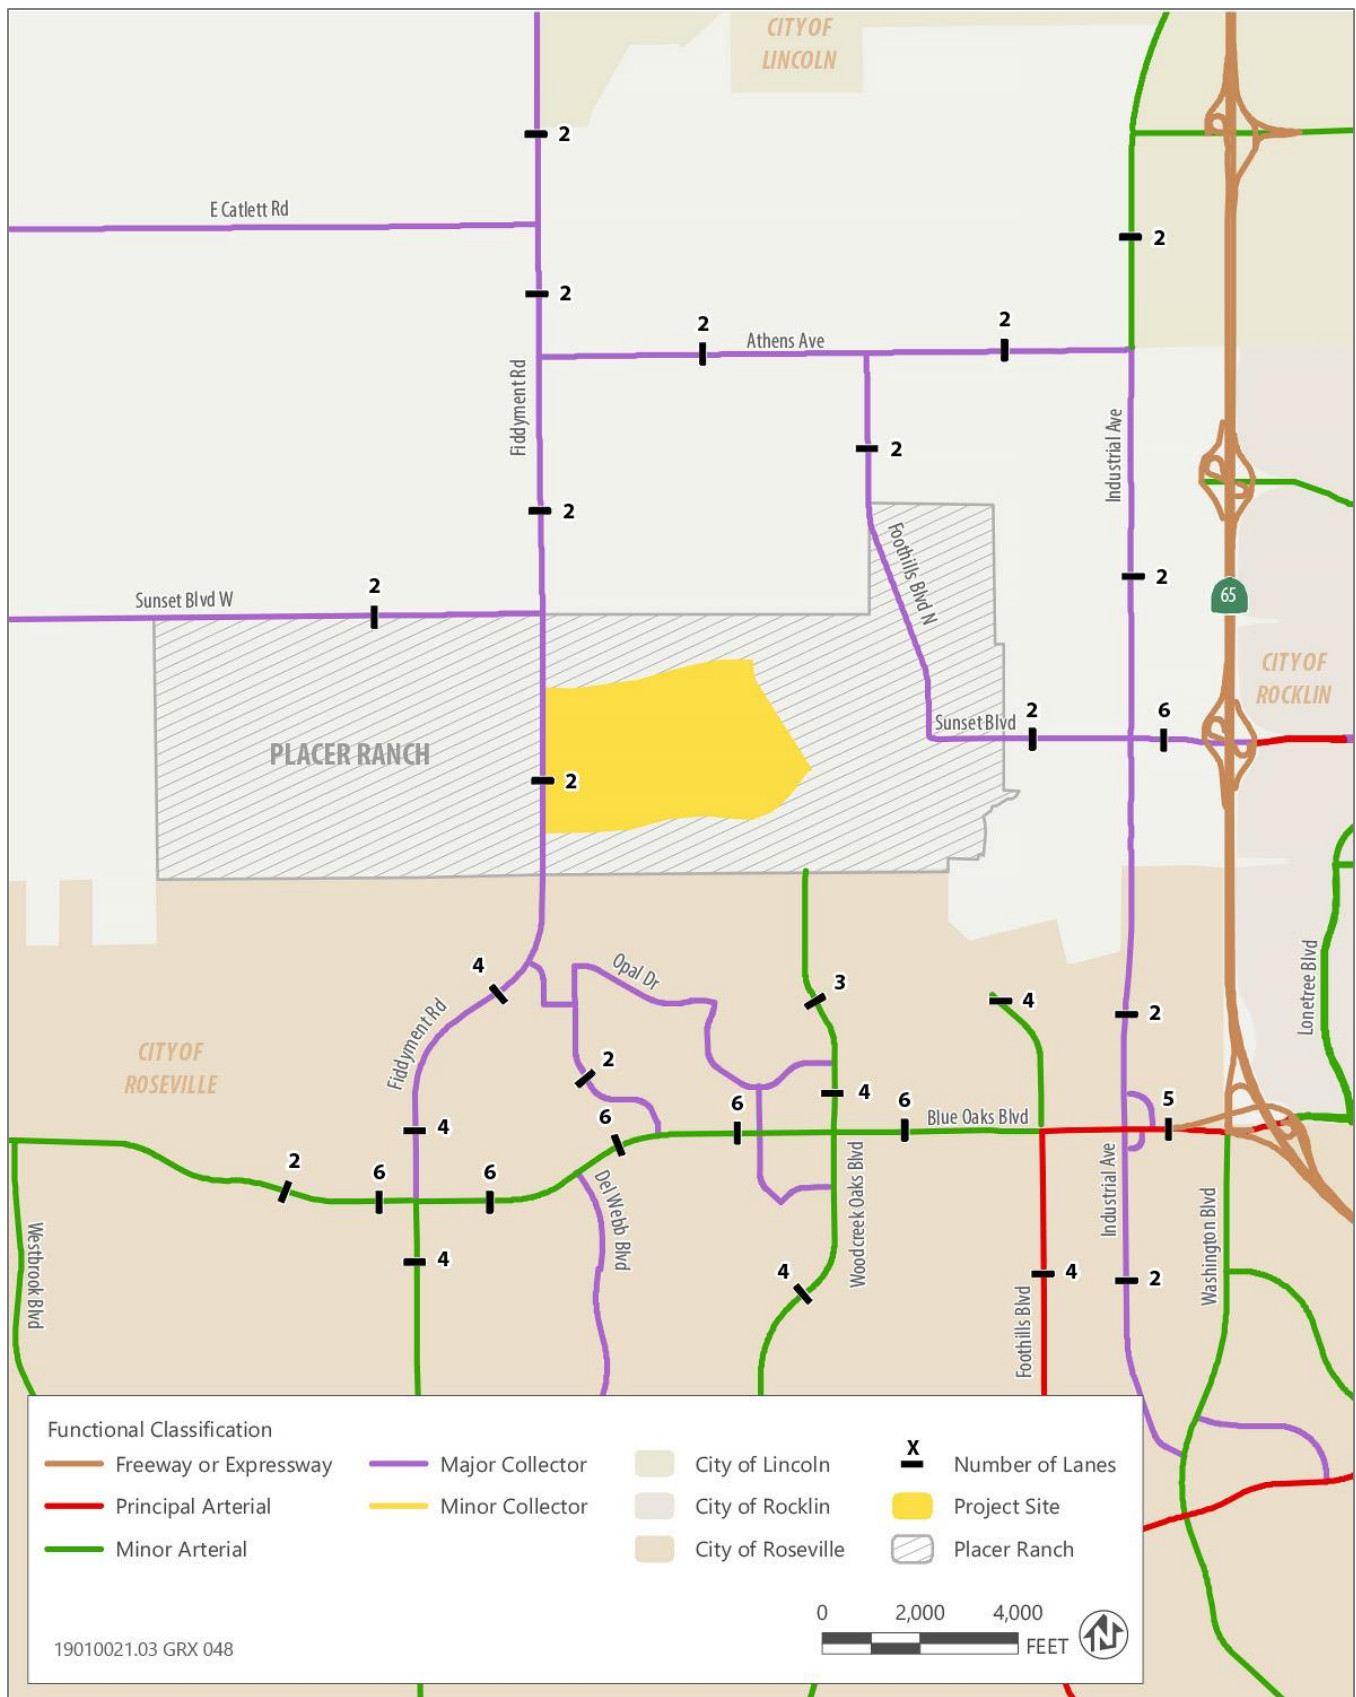 CITY OF
LINCOLN
2
E Catlett Rd
2
2
2
2
Athens Ave
Fiddyment Rd
Industrial Ave
2
2
Foothills Blvd N
2
65
2
Sunset Blvd W
CITY OF
ROCKLIN
Sunset Blvd
2
6
PLACER RANCH
2
4
Opal Dr
3
4
2
Lonetree Blvd
Fiddyment Rd
CITY OF
ROSEVILLE
2
4
6
6
4
6
Blue Oaks Blvd
5
2
6
6
Del Webb Blvd
Woodcreek Oaks Blvd
Industrial Ave
Washington Blvd
Westbrook Blvd
4
4
4
2
Foothills Blvd
Functional Classification
Freeway or Expressway
Principal Arterial
Minor Arterial
Major Collector
Minor Collector
City of Lincoln
City of Rocklin
City of Roseville
X
Number of Lanes
Project Site
Placer Ranch
0 2,000 4,000
FEET
N
19010021.03 GRX 048